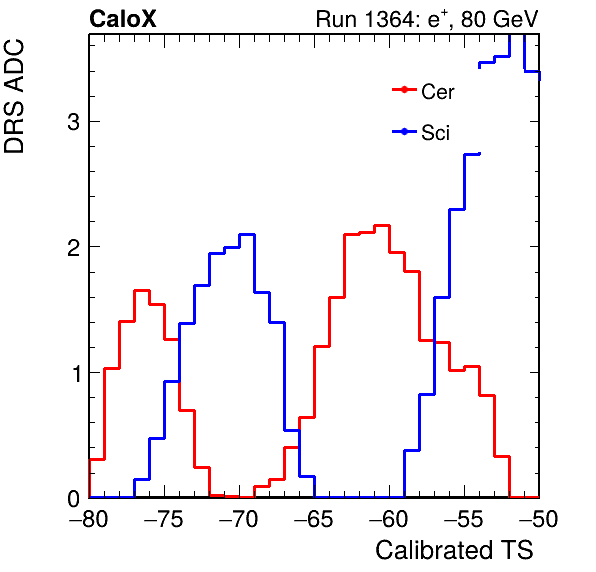 CaloX
Run 1364: e⁺, 80 GeV
DRS ADC
Cer
Sci
3
2
1
0
−80 −75 −70 −65 −60 −55 −50
Calibrated TS